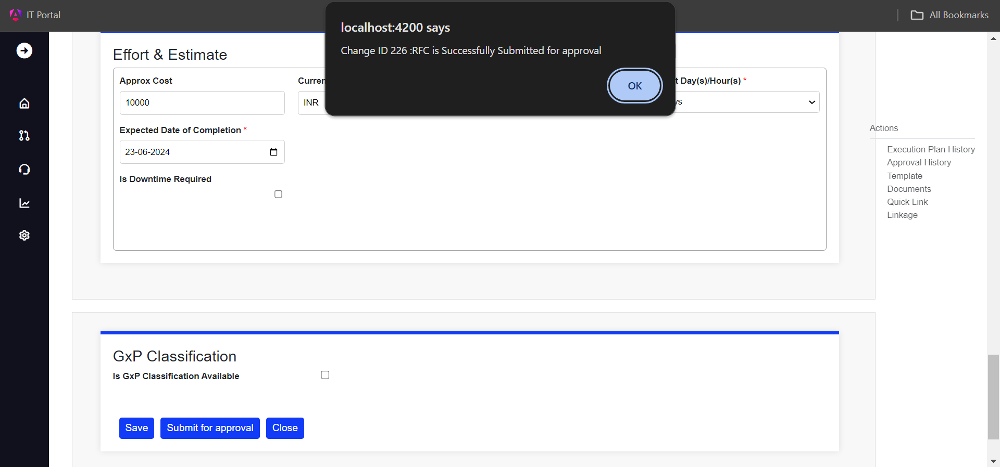 IT Portal
All Bookmarks
localhost:4200 says
Change ID 226 :RFC is Successfully Submitted for approval
OK
Effort & Estimate
Approx Cost
10000
INR
Day(s)/Hour(s) *
Expected Date of Completion *
23-06-2024
Is Downtime Required
Actions
Execution Plan History
Approval History
Template
Documents
Quick Link
Linkage
GxP Classification
Is GxP Classification Available
Save
Submit for approval
Close